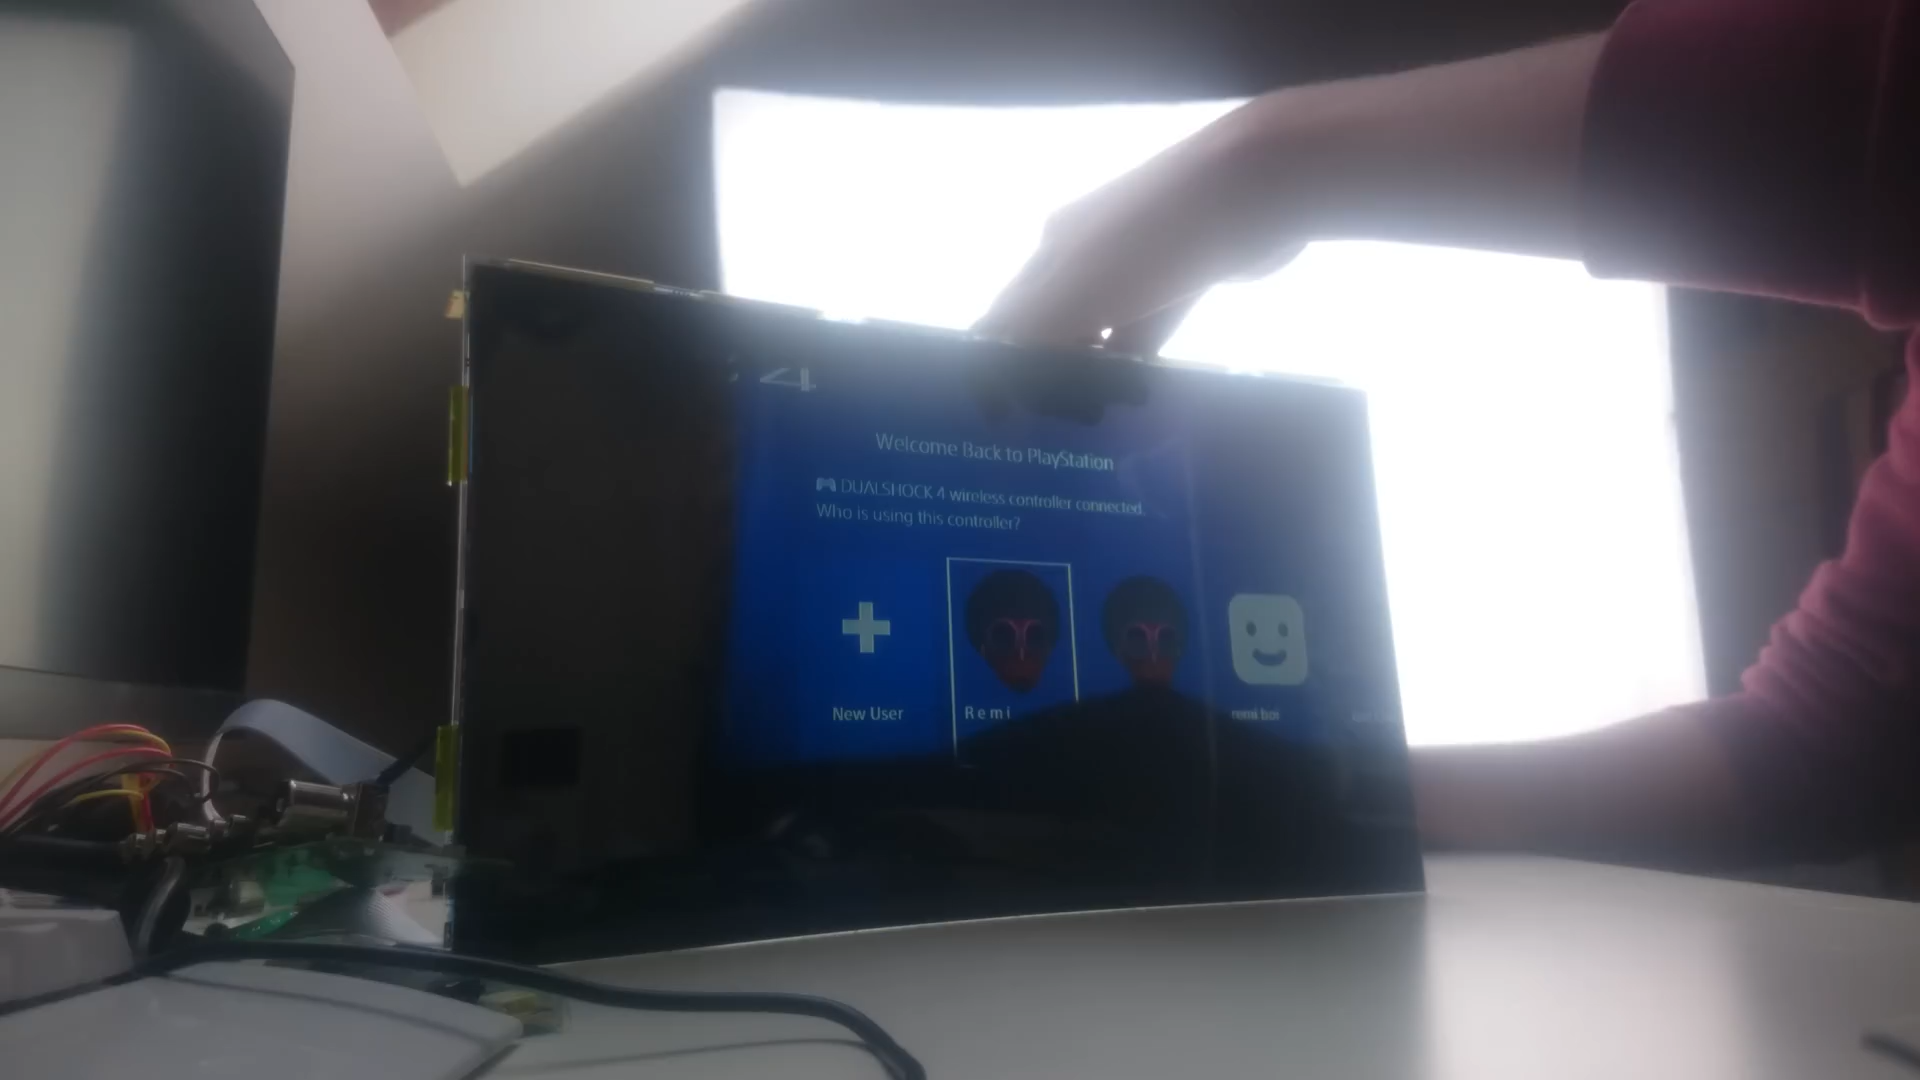 4
Welcome Back to PlayStation
DUALSHOCK 4 wireless controller connected.
Who is using this controller?
New User
Remi
remi boi